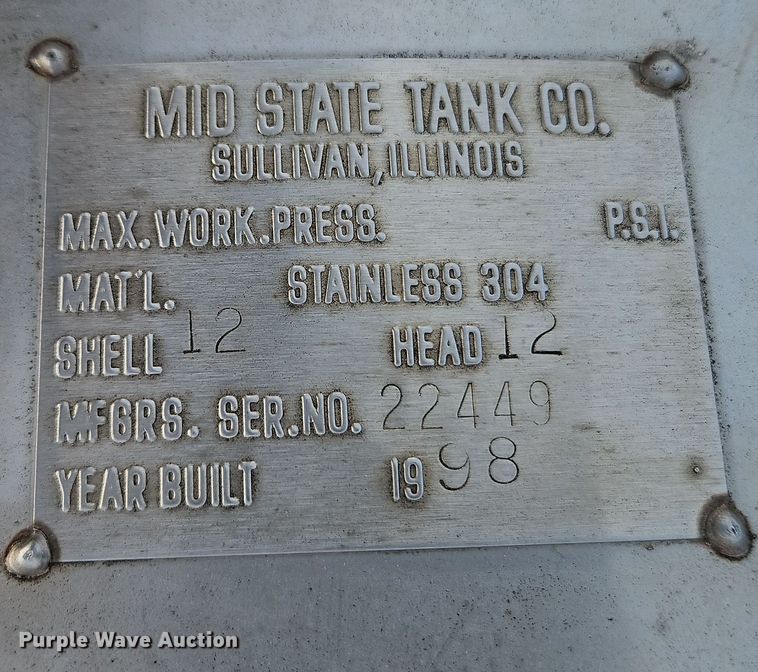 MID STATE TANK CO.
SULLIVAN, ILLINOIS
MAX. WORK. PRESS. P.S.I.
MAT'L. STAINLESS 304
SHELL 12 HEAD 12
MFGRS. SER. NO. 22449
YEAR BUILT 1998
Purple Wave Auction